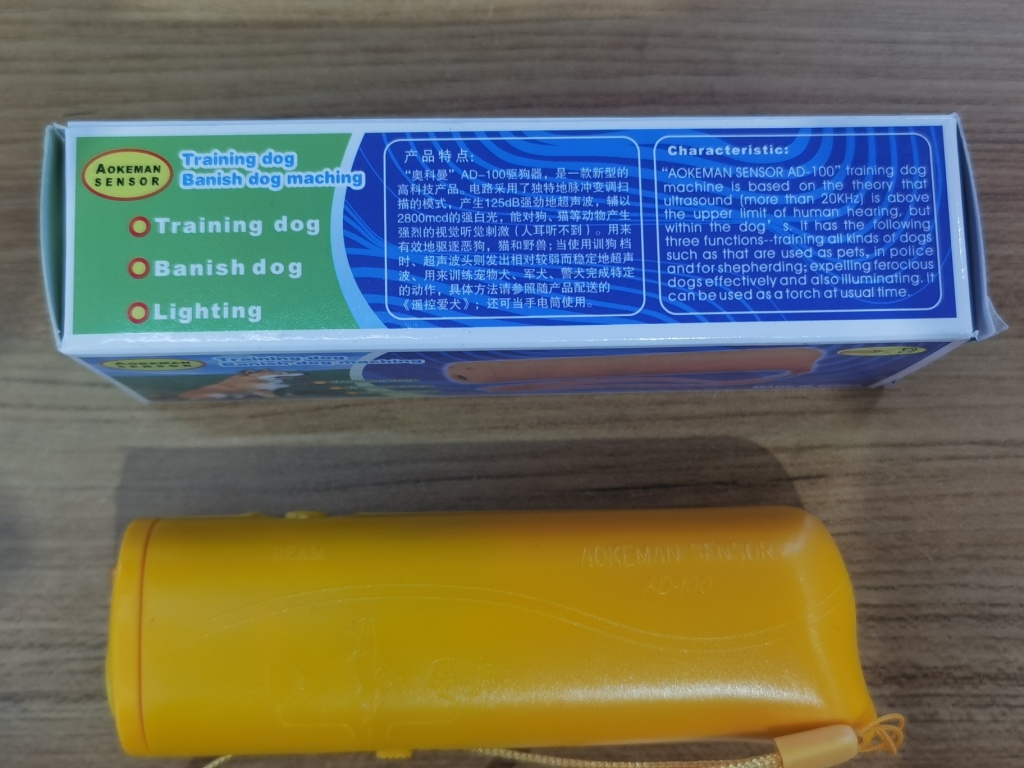 AOKEMAN
SENSOR
Training dog
Banish dog maching
Training dog
Banish dog
Lighting
产品特点：
“奥科曼”AD-100驱狗器，是一款新型的
高科技产品。电路采用了独特地脉冲变调扫
描的模式，产生125dB强劲地超声波，辅以
2800mcd的强白光，能对狗、猫等动物产生
强烈的视觉听觉刺激（人耳听不到）。用来
有效地驱逐恶狗，猫和野兽；当使用训狗档
时、超声波头则发出相对较弱而稳定地超声
波、用来训练宠物犬、军犬、警犬完成特定
的动作，具体方法请参照随产品配送的
《遥控爱犬》；还可当手电筒使用。
Characteristic:
“AOKEMAN SENSOR AD-100” training dog
machine is based on the theory that
ultrasound (more than 20KHz) is above
the upper limit of human hearing, but
within the dog’s. It has the following
three functions--training all kinds of dogs
such as that are used as pets, in police
and for shepherding; expelling ferocious
dogs effectively and also illuminating. It
can be used as a torch at usual time.
AOKEMAN
SENSOR
Training dog
Banish dog maching
BEAM
AOKEMAN SENSOR
AD-100